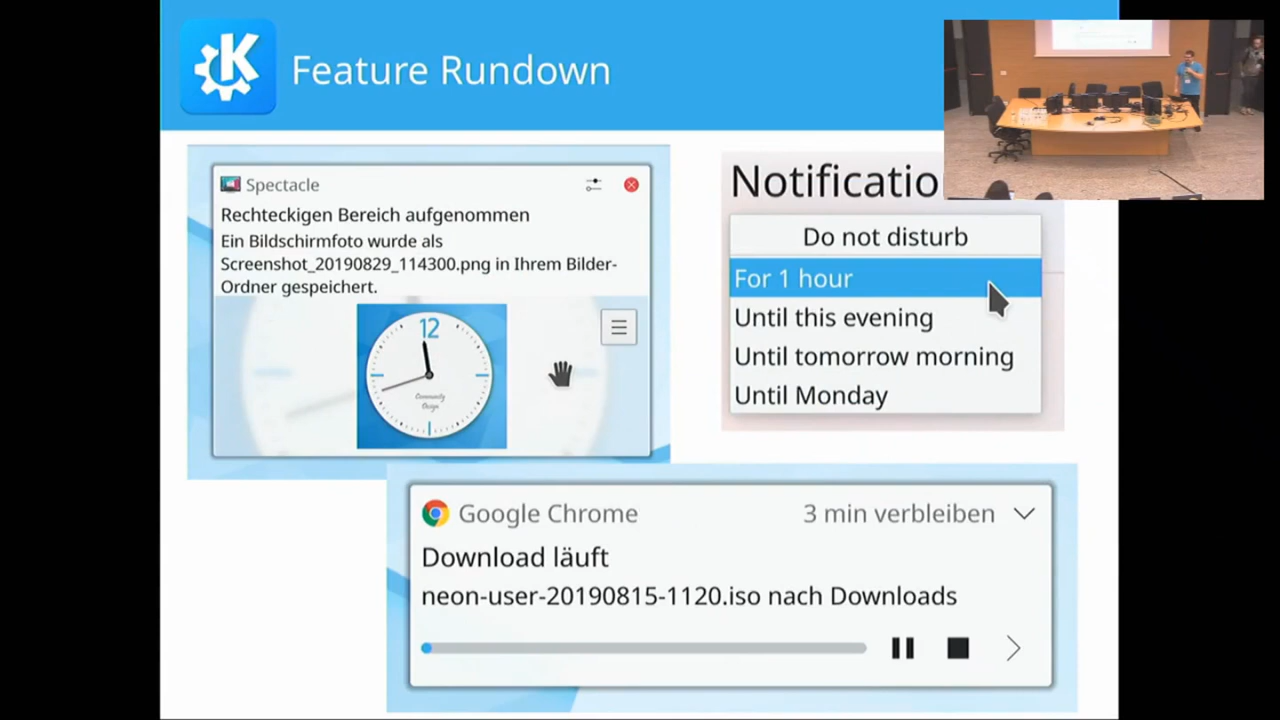 Feature Rundown
Spectacle
Rechteckigen Bereich aufgenommen
Ein Bildschirmfoto wurde als
Screenshot_20190829_114300.png in Ihrem Bilder-
Ordner gespeichert.
12
Community
Design
Notificatio
Do not disturb
For 1 hour
Until this evening
Until tomorrow morning
Until Monday
Google Chrome
3 min verbleiben
Download läuft
neon-user-20190815-1120.iso nach Downloads